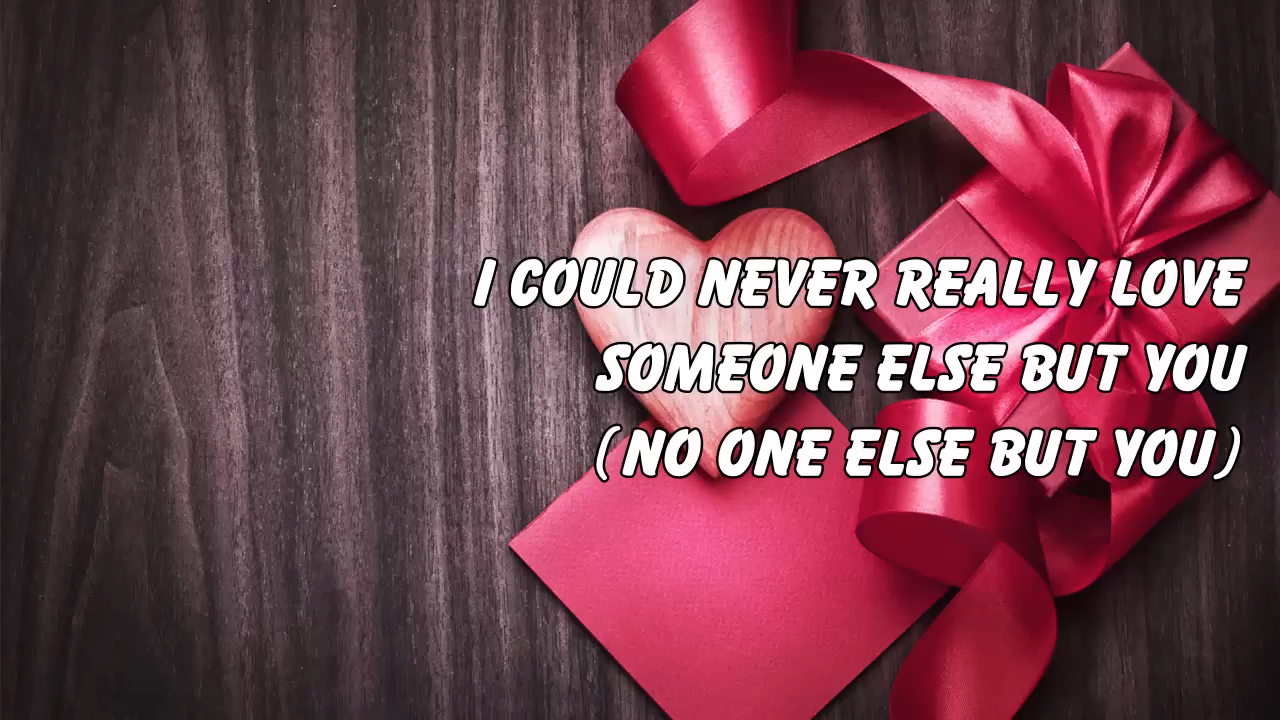 I COULD NEVER REALLY LOVE
SOMEONE ELSE BUT YOU
(NO ONE ELSE BUT YOU)